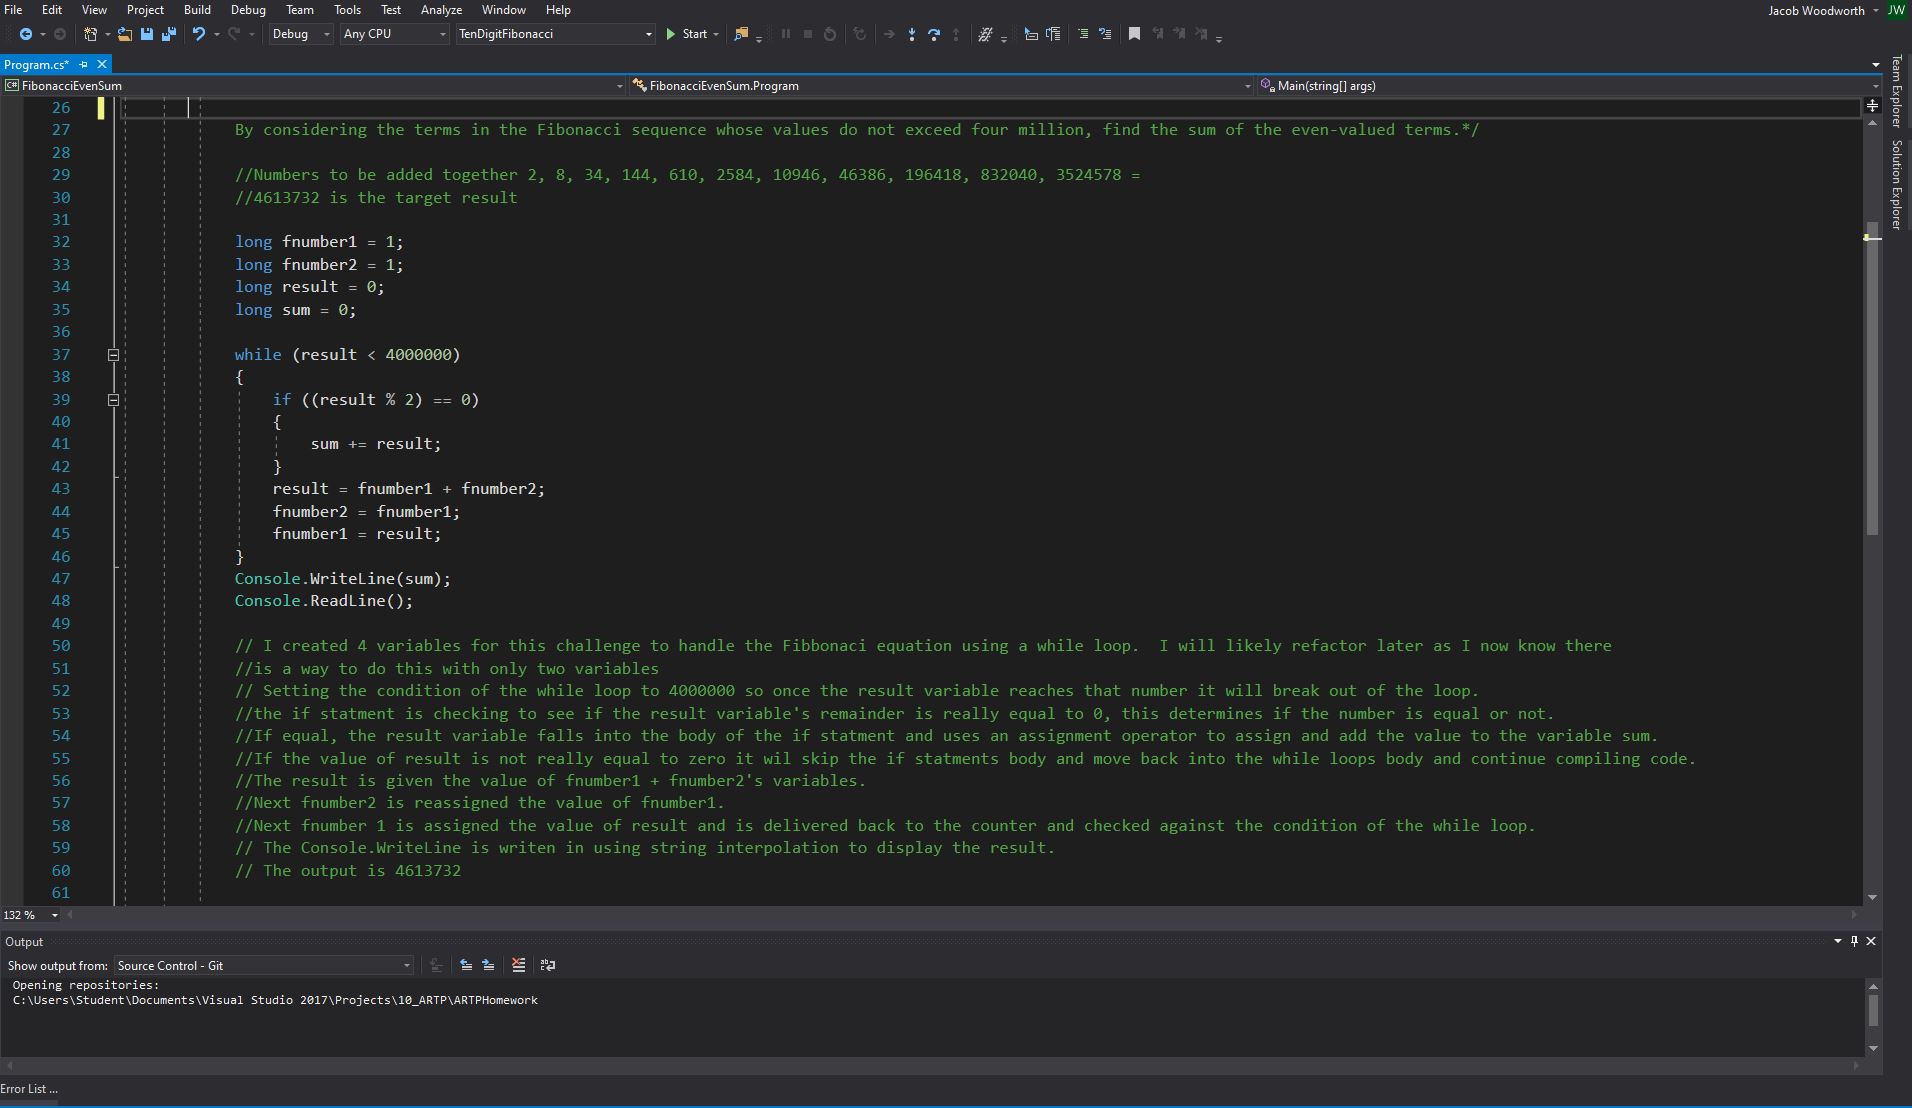 File Edit View Project Build Debug Team Tools Test Analyze Window Help
Jacob Woodworth JW
Debug Any CPU TenDigitFibonacci Start
Program.cs*
FibonacciEvenSum FibonacciEvenSum.Program Main(string[] args)
Team Explorer
Solution Explorer
26
27 By considering the terms in the Fibonacci sequence whose values do not exceed four million, find the sum of the even-valued terms.*/
28
29 //Numbers to be added together 2, 8, 34, 144, 610, 2584, 10946, 46386, 196418, 832040, 3524578 =
30 //4613732 is the target result
31
32 long fnumber1 = 1;
33 long fnumber2 = 1;
34 long result = 0;
35 long sum = 0;
36
37 while (result < 4000000)
38 {
39 if ((result % 2) == 0)
40 {
41 sum += result;
42 }
43 result = fnumber1 + fnumber2;
44 fnumber2 = fnumber1;
45 fnumber1 = result;
46 }
47 Console.WriteLine(sum);
48 Console.ReadLine();
49
50 // I created 4 variables for this challenge to handle the Fibbonaci equation using a while loop.  I will likely refactor later as I now know there
51 //is a way to do this with only two variables
52 // Setting the condition of the while loop to 4000000 so once the result variable reaches that number it will break out of the loop.
53 //the if statment is checking to see if the result variable's remainder is really equal to 0, this determines if the number is equal or not.
54 //If equal, the result variable falls into the body of the if statment and uses an assignment operator to assign and add the value to the variable sum.
55 //If the value of result is not really equal to zero it wil skip the if statments body and move back into the while loops body and continue compiling code.
56 //The result is given the value of fnumber1 + fnumber2's variables.
57 //Next fnumber2 is reassigned the value of fnumber1.
58 //Next fnumber 1 is assigned the value of result and is delivered back to the counter and checked against the condition of the while loop.
59 // The Console.WriteLine is writen in using string interpolation to display the result.
60 // The output is 4613732
61
132 %
Output
Show output from: Source Control - Git
Opening repositories:
C:\Users\Student\Documents\Visual Studio 2017\Projects\10_ARTP\ARTPHomework
Error List ...